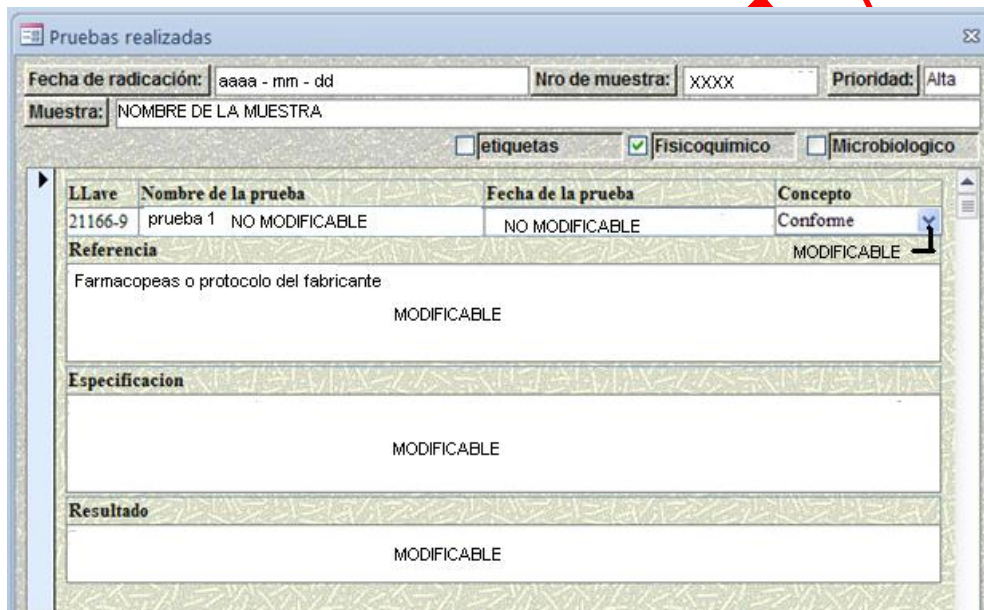 Pruebas realizadas
Fecha de radicación: aaaa - mm - dd Nro de muestra: XXXX Prioridad: Alta
Muestra: NOMBRE DE LA MUESTRA
etiquetas Fisicoquimico Microbiologico
LLave Nombre de la prueba Fecha de la prueba Concepto
21166-9 prueba 1 NO MODIFICABLE NO MODIFICABLE Conforme
Referencia MODIFICABLE
Farmacopeas o protocolo del fabricante
MODIFICABLE
Especificacion
MODIFICABLE
Resultado
MODIFICABLE